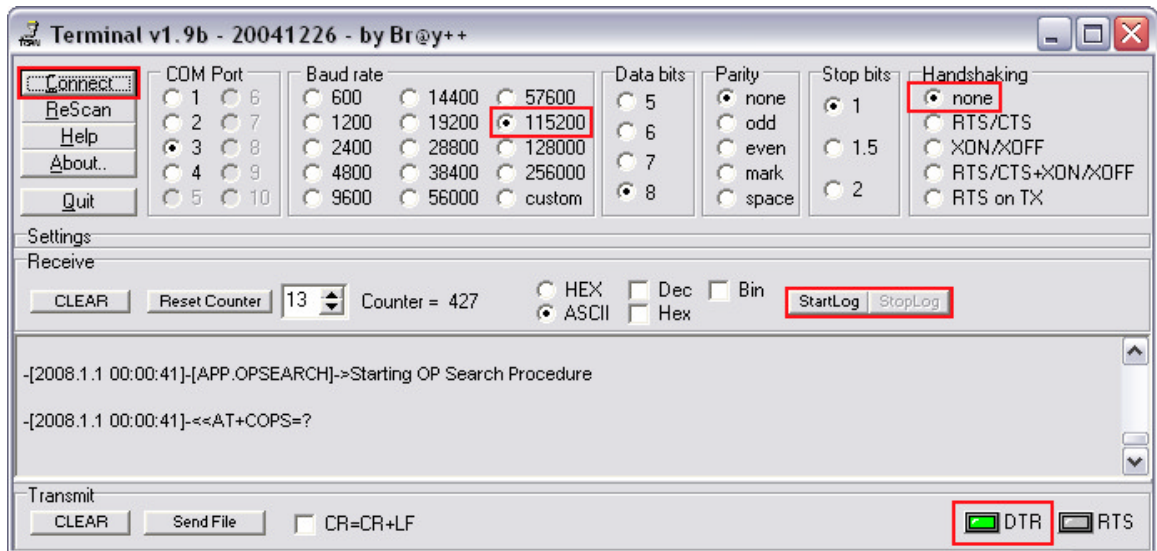 Terminal v1.9b - 20041226 - by Br@y++
Connect
ReScan
Help
About..
Quit
COM Port
1 6
2 7
3 8
4 9
5 10
Baud rate
600 14400 57600
1200 19200 115200
2400 28800 128000
4800 38400 256000
9600 56000 custom
Data bits
5
6
7
8
Parity
none
odd
even
mark
space
Stop bits
1
1.5
2
Handshaking
none
RTS/CTS
XON/XOFF
RTS/CTS+XON/XOFF
RTS on TX
Settings
Receive
CLEAR Reset Counter 13 Counter = 427
HEX Dec Bin
ASCII Hex
StartLog StopLog
-[2008.1.1 00:00:41]-[APP.OPSEARCH]->Starting OP Search Procedure
-[2008.1.1 00:00:41]-<<AT+COPS=?
Transmit
CLEAR Send File CR=CR+LF DTR RTS